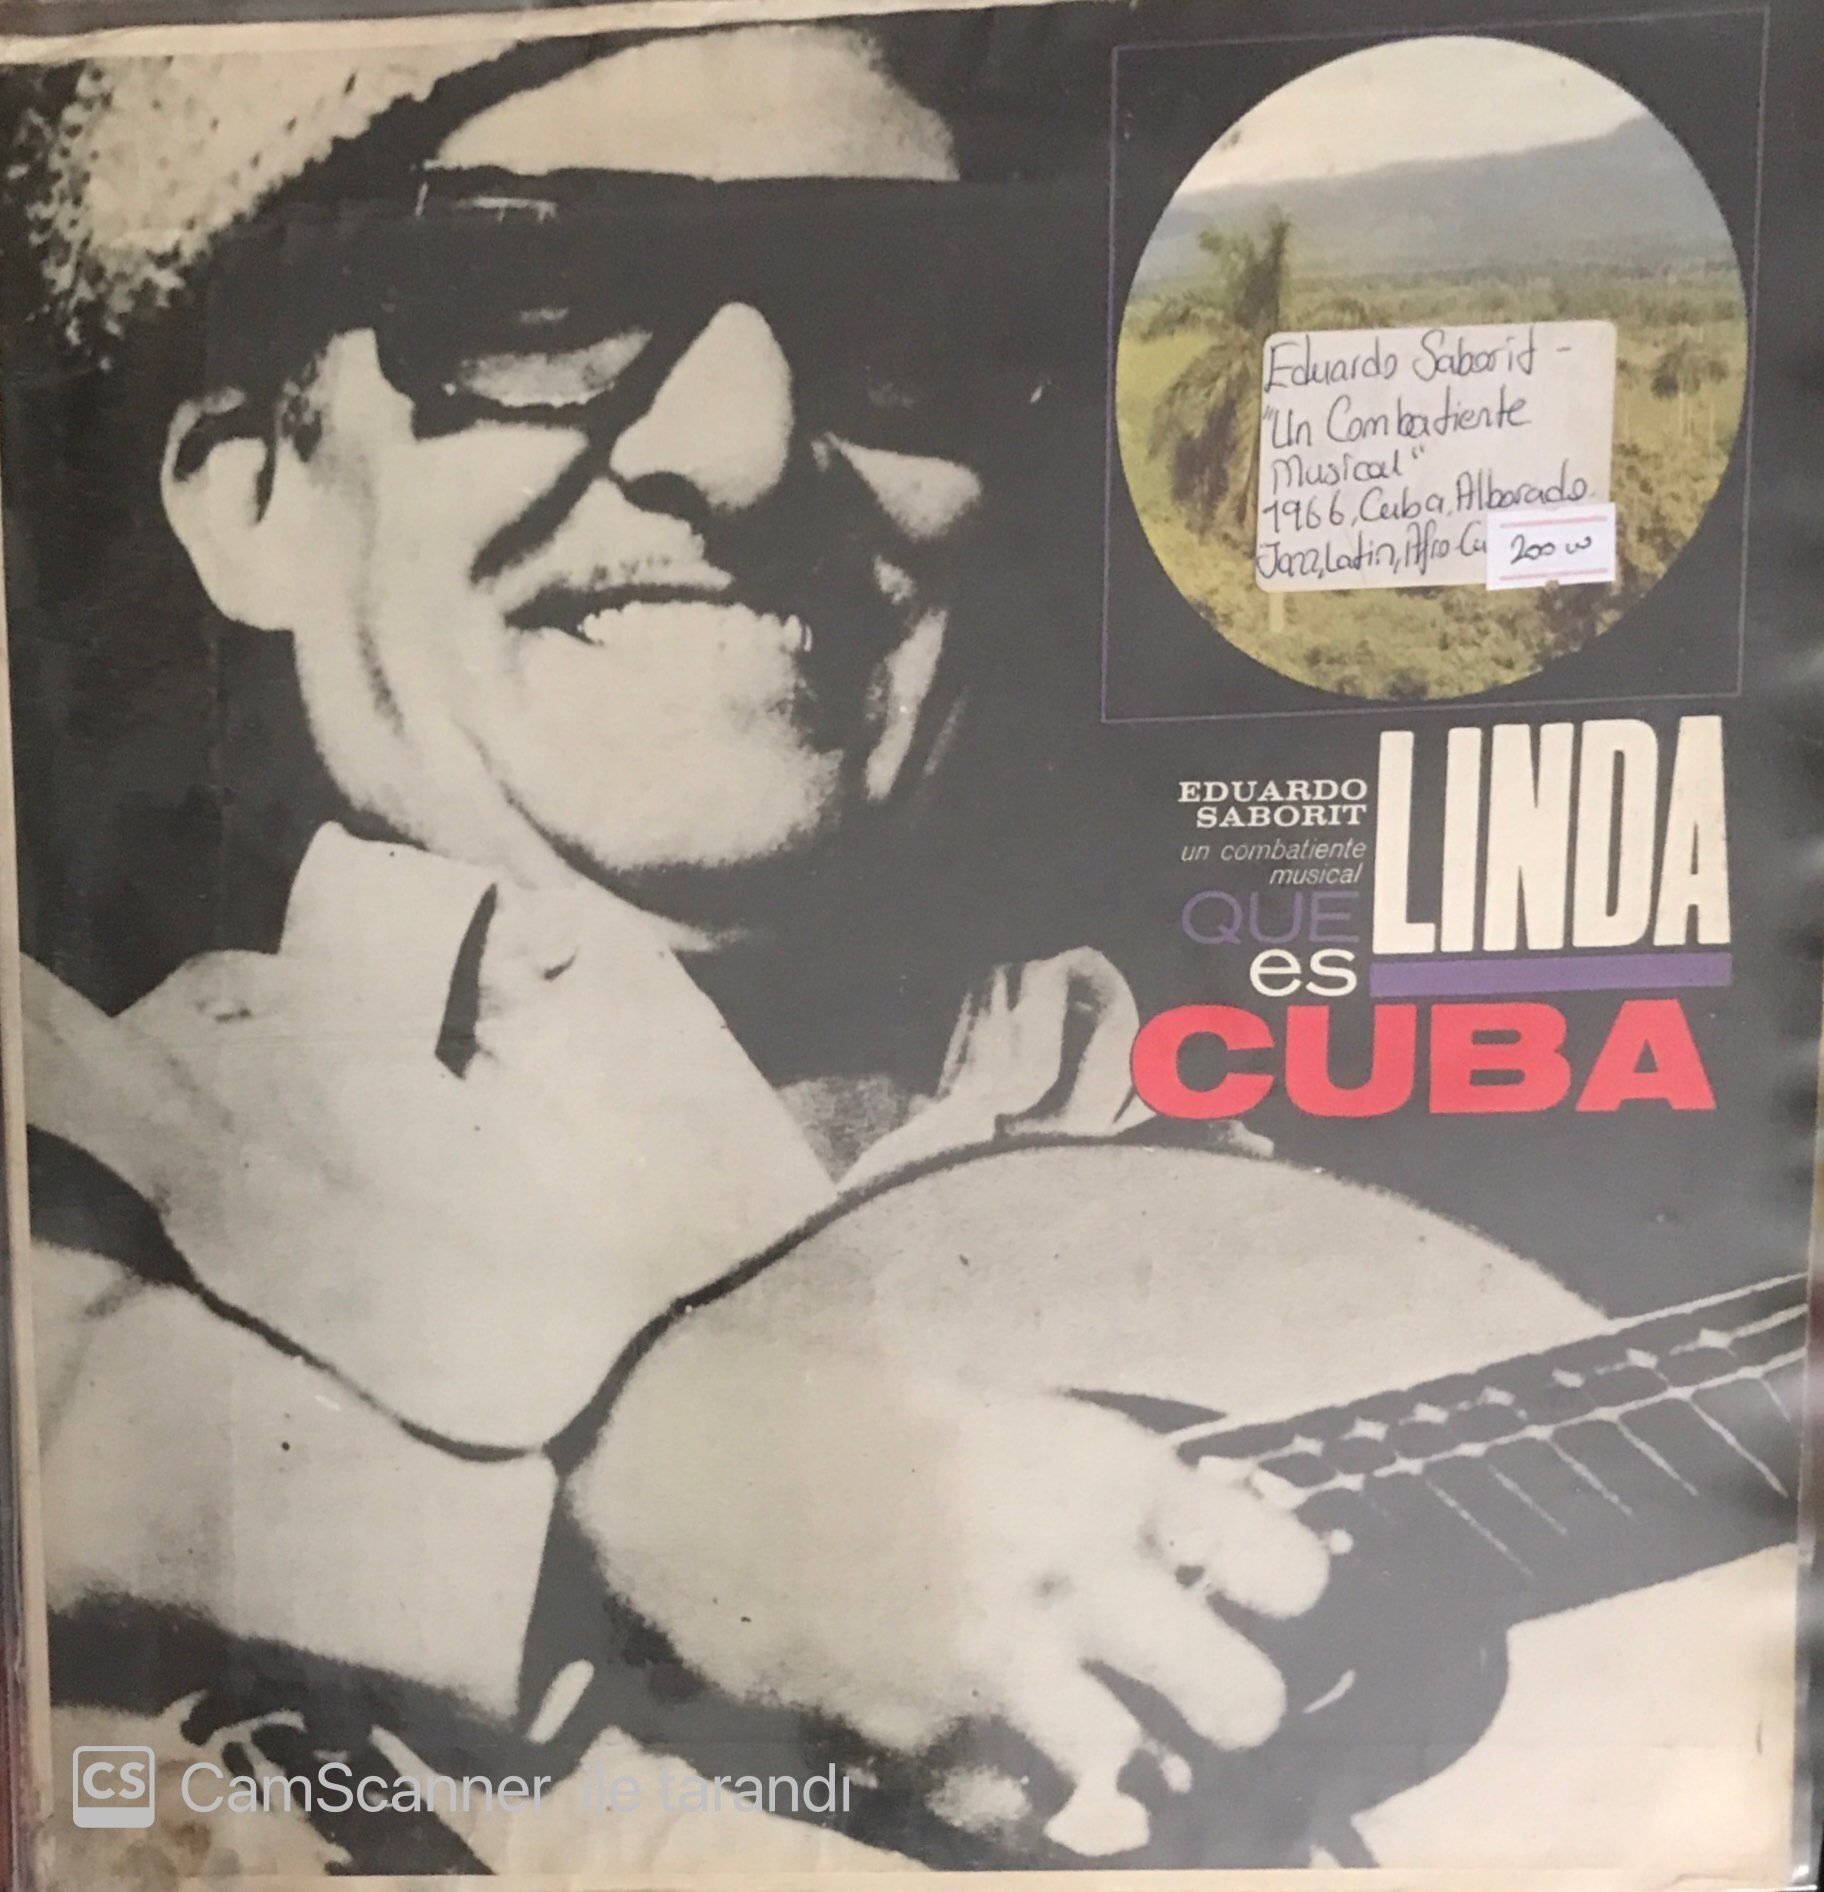 Eduardo Saborit -
"Un Combatiente
Musical"
1966, Cuba, Alborado
Jazz, Latin, Afro-Cu
200 w
EDUARDO
SABORIT
un combatiente
musical
QUE
LINDA
es
CUBA
CS CamScanner ile tarandı